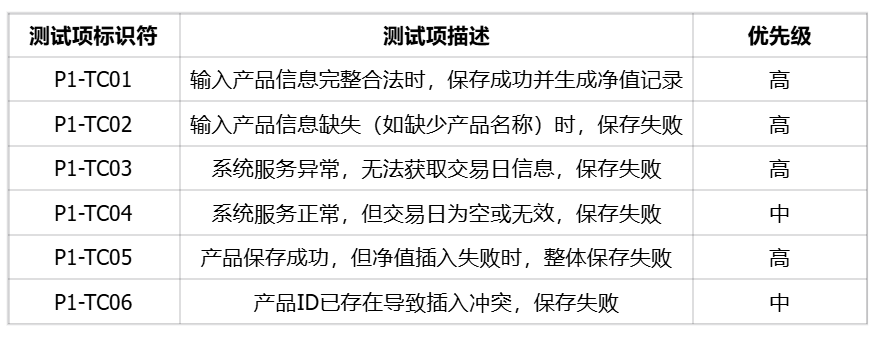 测试项标识符 测试项描述 优先级
P1-TC01 输入产品信息完整合法时，保存成功并生成净值记录 高
P1-TC02 输入产品信息缺失（如缺少产品名称）时，保存失败 高
P1-TC03 系统服务异常，无法获取交易日信息，保存失败 高
P1-TC04 系统服务正常，但交易日为空或无效，保存失败 中
P1-TC05 产品保存成功，但净值插入失败时，整体保存失败 高
P1-TC06 产品ID已存在导致插入冲突，保存失败 中